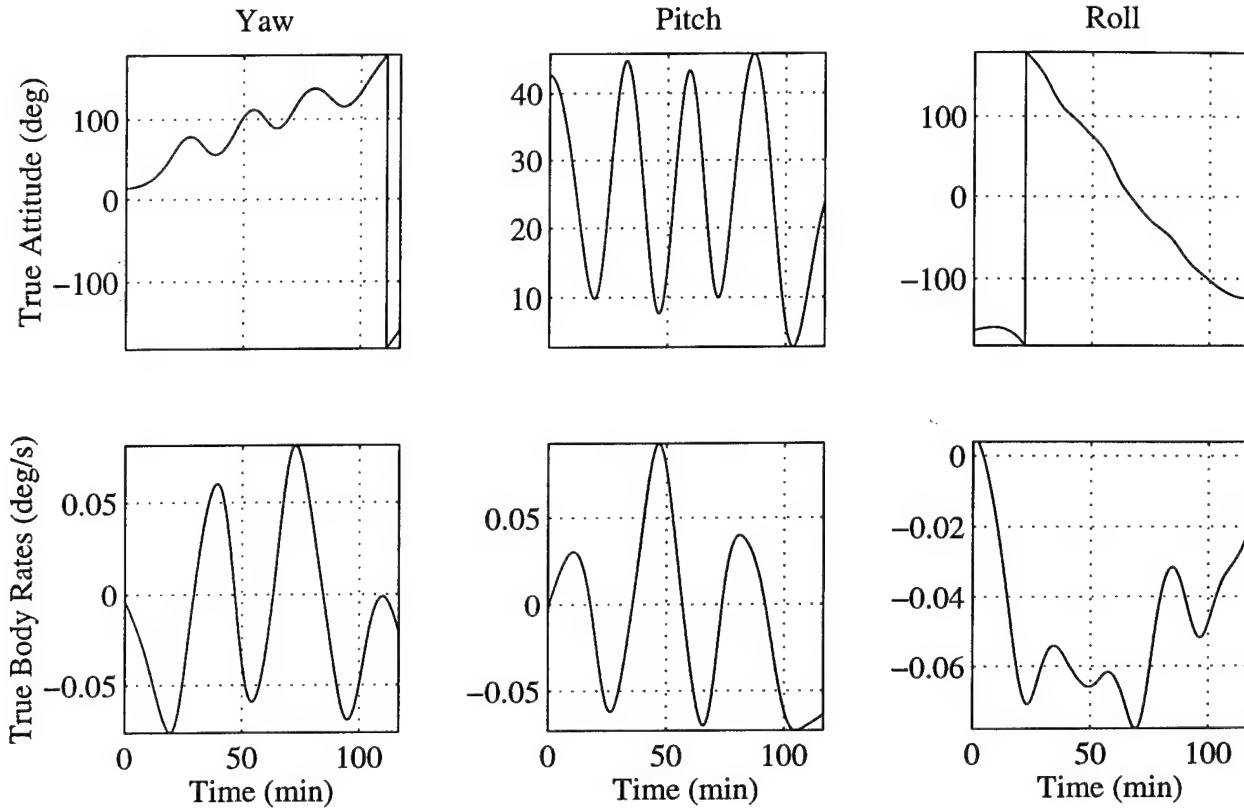 Yaw Pitch Roll
True Attitude (deg)
100
0
−100
40
30
20
10
100
0
−100
True Body Rates (deg/s)
0.05
0
−0.05
0.05
0
−0.05
0
−0.02
−0.04
−0.06
0 50 100
0 50 100
0 50 100
Time (min) Time (min) Time (min)